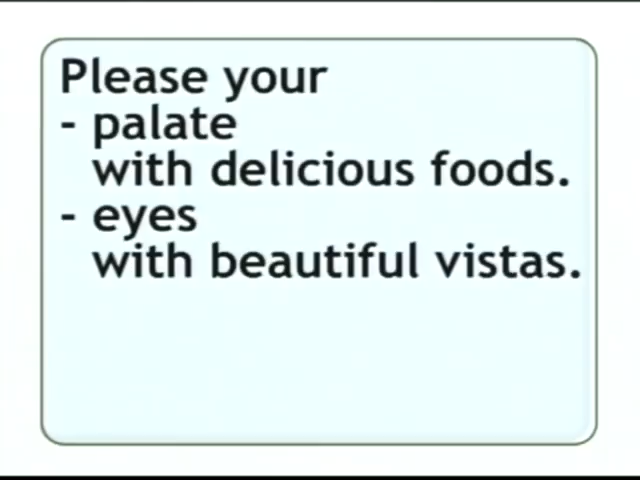 Please your
- palate
with delicious foods.
- eyes
with beautiful vistas.